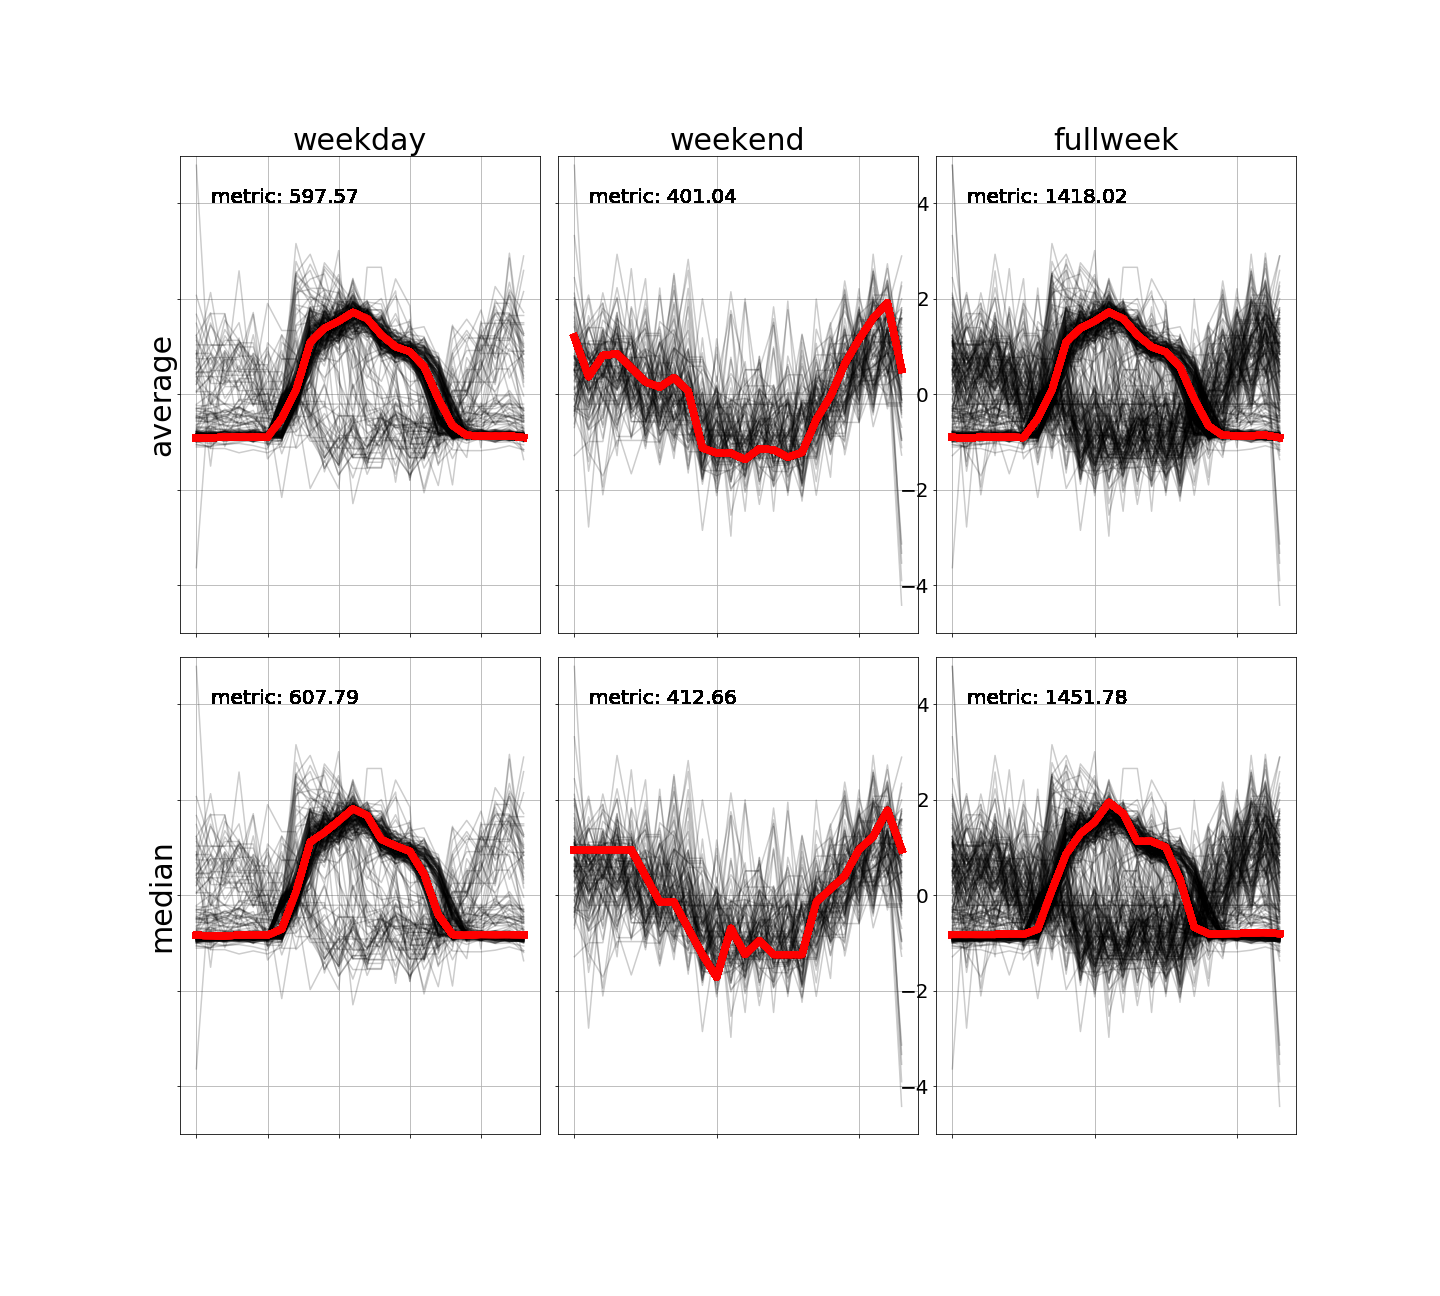 weekday weekend fullweek
metric: 597.57 metric: 401.04 metric: 1418.02
4
2
average
0
−2
−4
metric: 607.79 metric: 412.66 metric: 1451.78
4
2
median
0
−2
−4